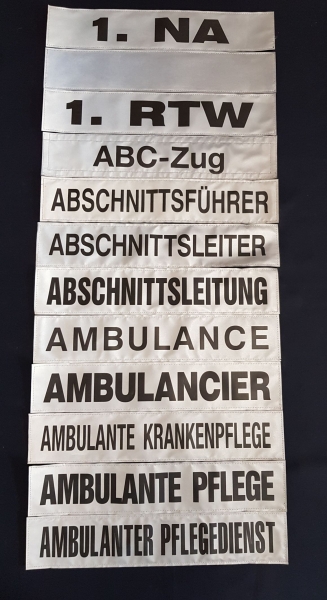 1. NA
1. RTW
ABC-Zug
ABSCHNITTSFÜHRER
ABSCHNITTSLEITER
ABSCHNITTSLEITUNG
AMBULANCE
AMBULANCIER
AMBULANTE KRANKENPFLEGE
AMBULANTE PFLEGE
AMBULANTER PFLEGEDIENST